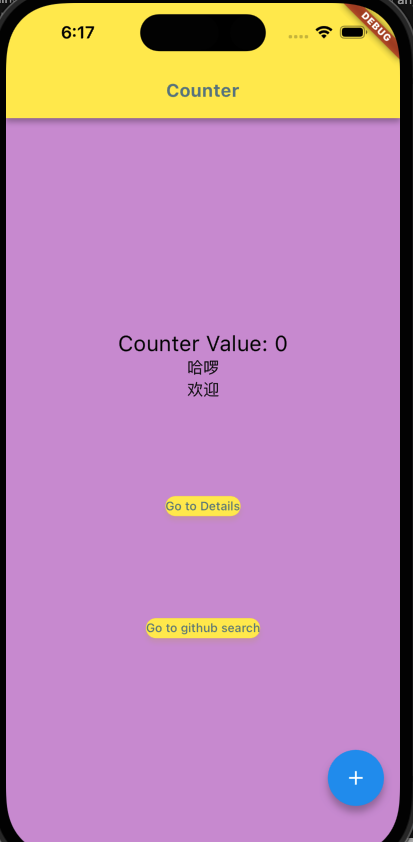 6:17
DEBUG
Counter
Counter Value: 0
哈啰
欢迎
Go to Details
Go to github search
+